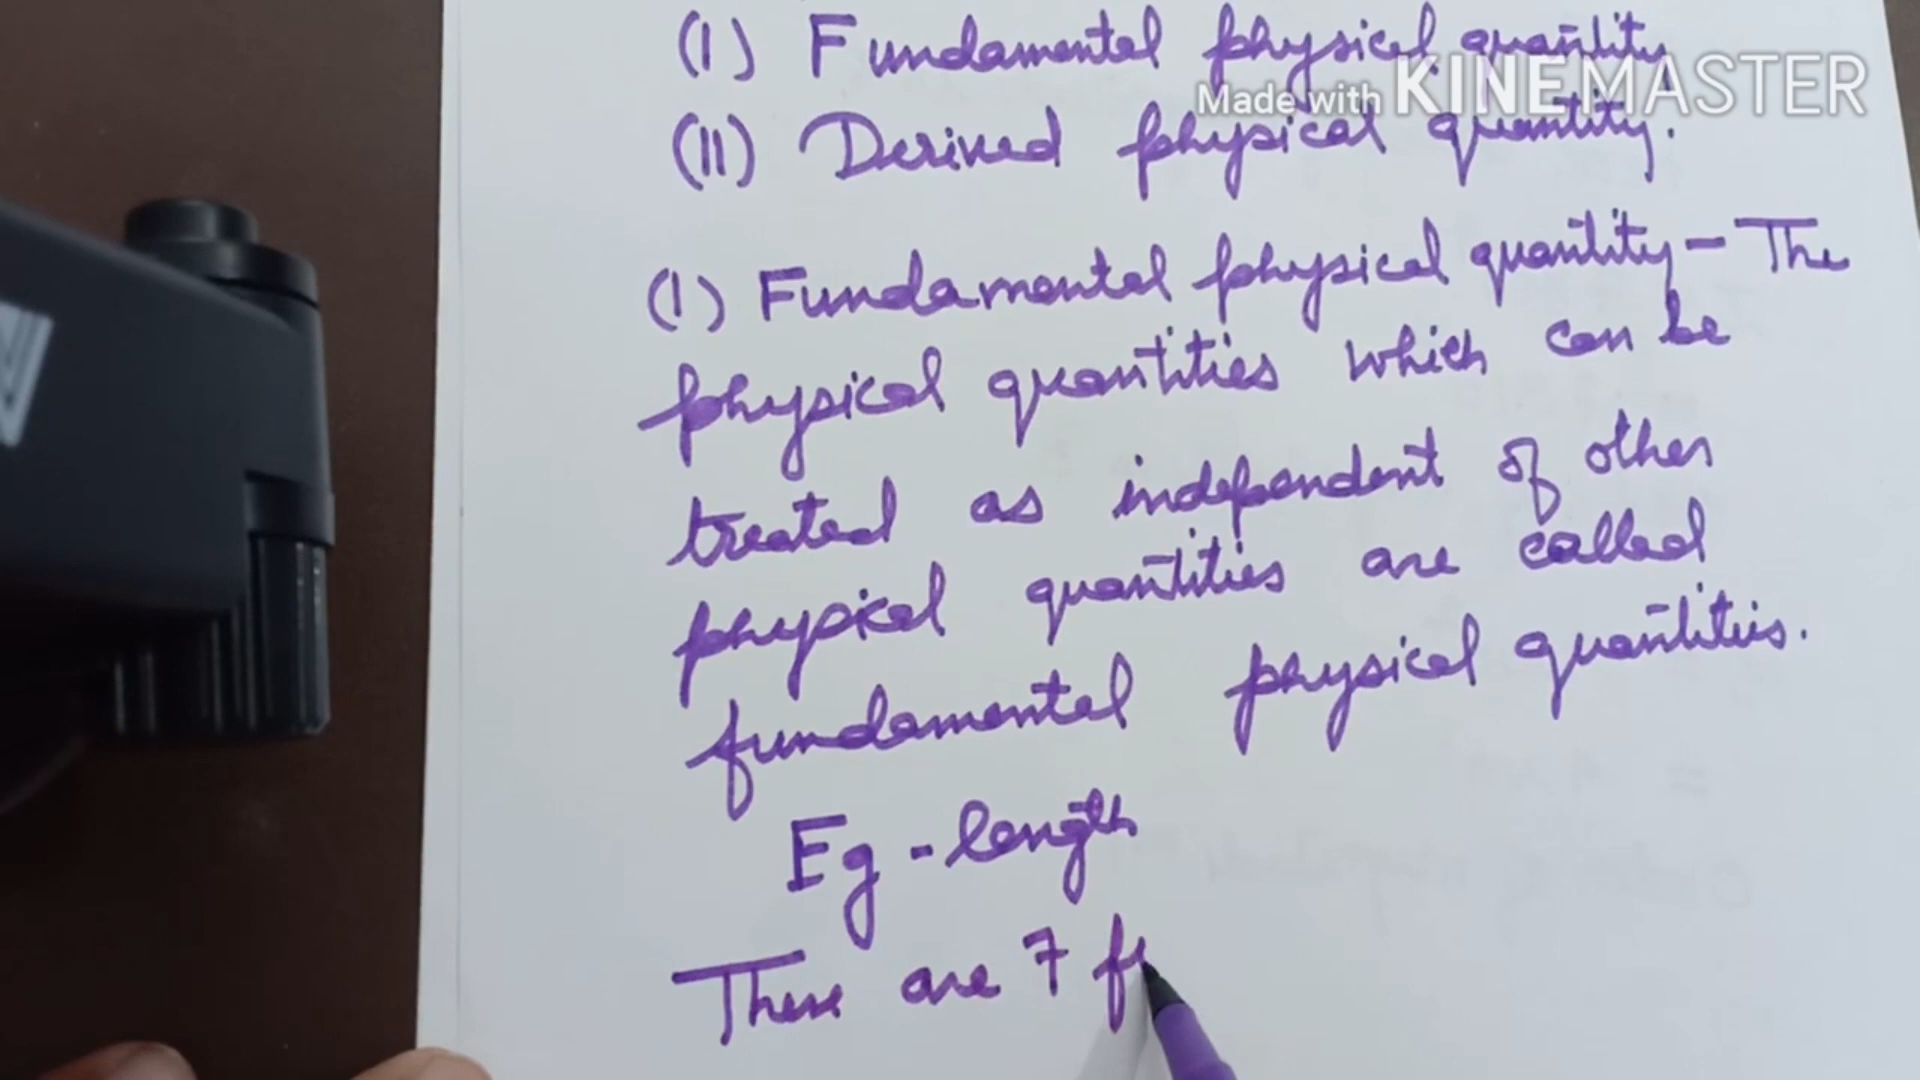 (I) Fundamental physical quantity
Made with KINEMASTER
(II) Derived physical quantity.
(I) Fundamental physical quantity - The
physical quantities which can be
treated as independent of other
physical quantities are called
fundamental physical quantities.
Eg - length
There are 7 fu